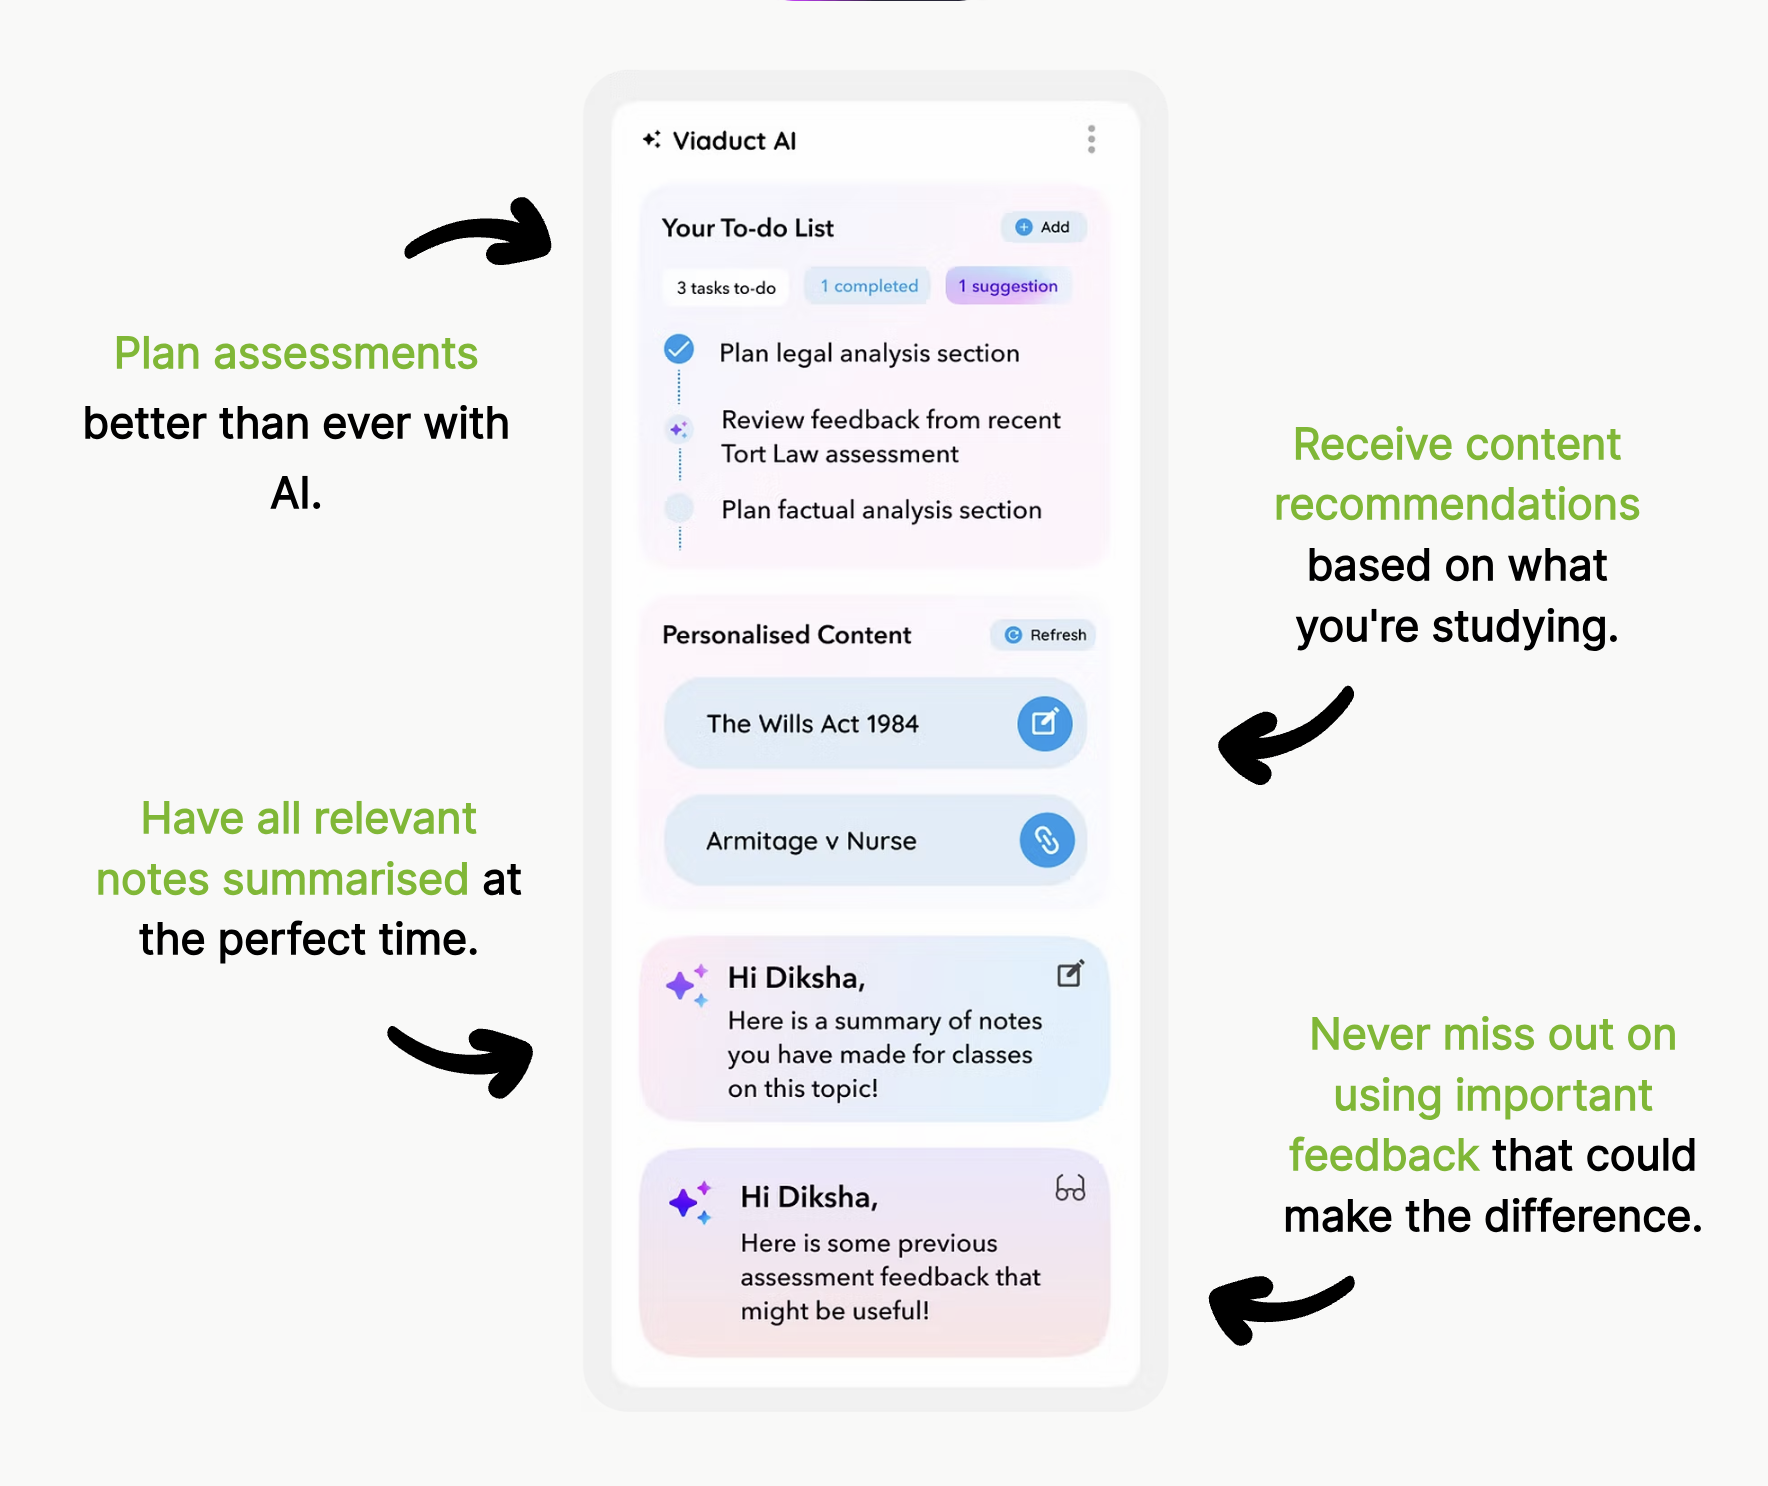 Viaduct AI
Your To-do List
Add
3 tasks to-do
1 completed
1 suggestion
Plan legal analysis section
Review feedback from recent
Tort Law assessment
Plan factual analysis section
Plan assessments
better than ever with
AI.
Receive content
recommendations
based on what
you're studying.
Personalised Content
Refresh
The Wills Act 1984
Armitage v Nurse
Have all relevant
notes summarised at
the perfect time.
Hi Diksha,
Here is a summary of notes
you have made for classes
on this topic!
Never miss out on
using important
feedback that could
make the difference.
Hi Diksha,
Here is some previous
assessment feedback that
might be useful!